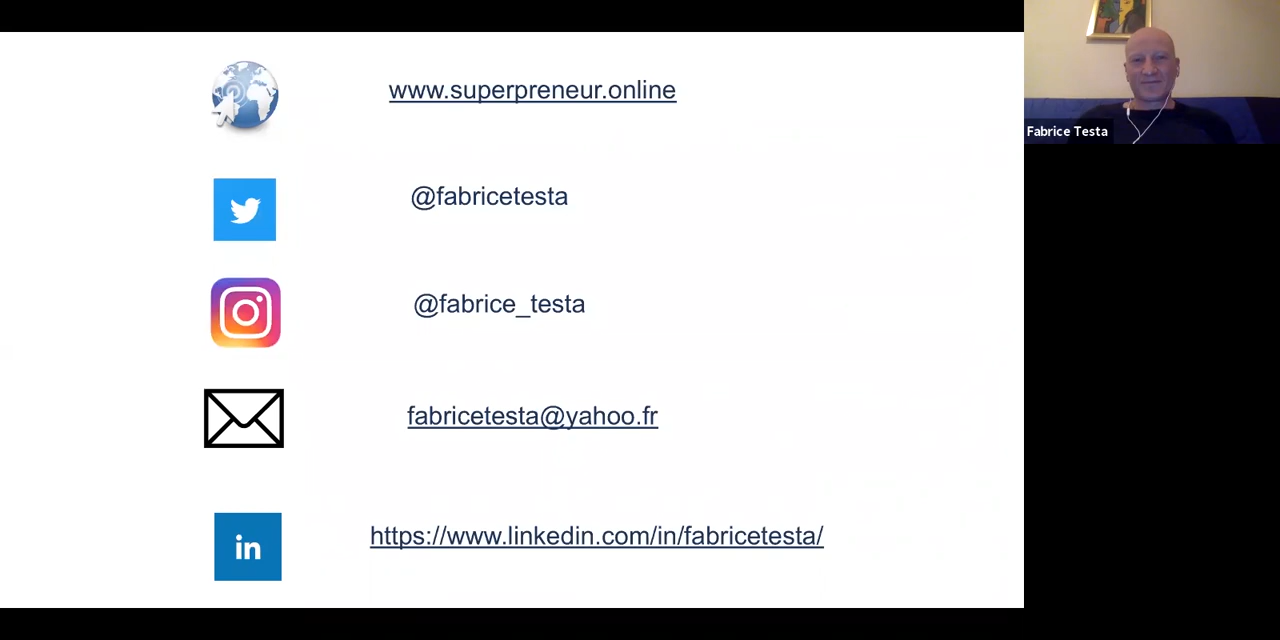 www.superpreneur.online
@fabricetesta
@fabrice_testa
fabricetesta@yahoo.fr
in
https://www.linkedin.com/in/fabricetesta/
Fabrice Testa